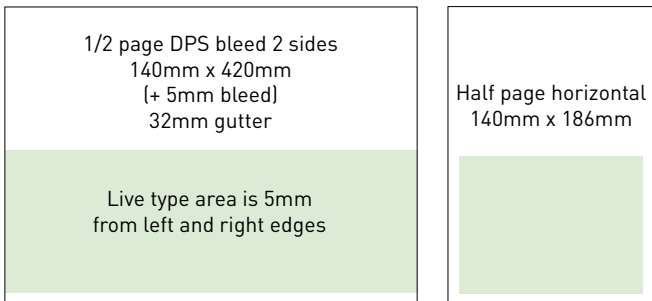 1/2 page DPS bleed 2 sides
140mm x 420mm
(+ 5mm bleed)
32mm gutter
Live type area is 5mm
from left and right edges
Half page horizontal
140mm x 186mm